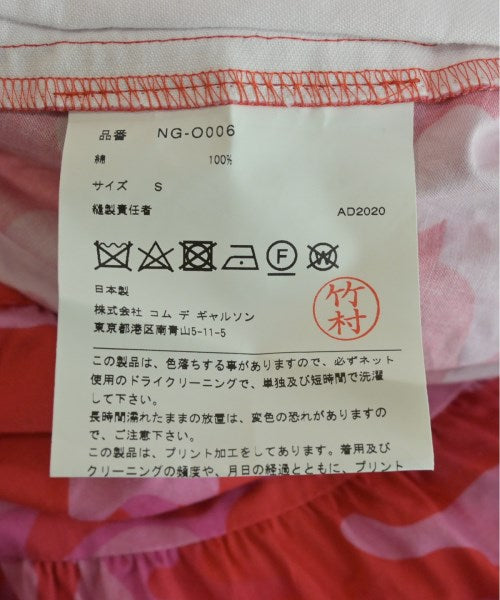 品番 NG-O006
綿 100%
サイズ S
縫製責任者 AD2020
F W
日本製
株式会社 コム デ ギャルソン
東京都港区南青山5-11-5
竹村
この製品は、色落ちする事がありますので、必ずネット
使用のドライクリーニングで、単独及び短時間で洗濯
して下さい。
長時間濡れたままの放置は、変色の恐れがありますの
で、ご注意下さい。
この製品は、プリント加工をしてあります。着用及び
クリーニングの頻度や、月日の経過とともに、プリント